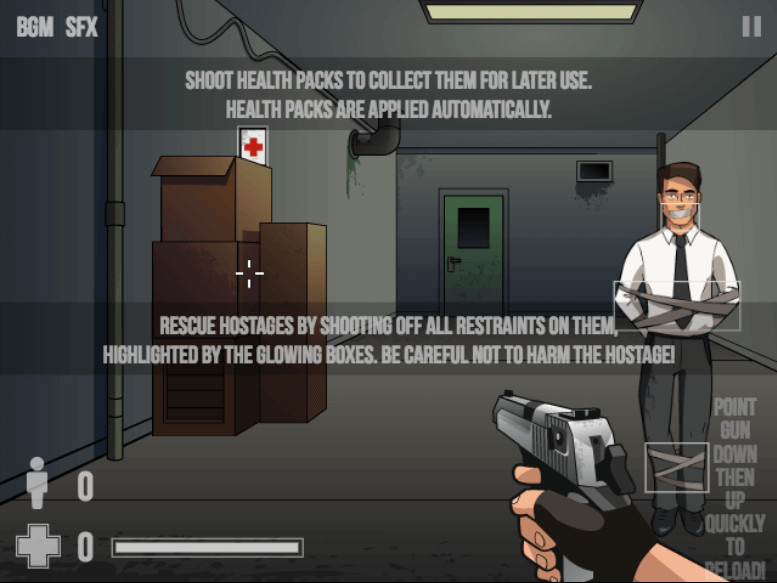 BGM SFX
SHOOT HEALTH PACKS TO COLLECT THEM FOR LATER USE.
HEALTH PACKS ARE APPLIED AUTOMATICALLY.
RESCUE HOSTAGES BY SHOOTING OFF ALL RESTRAINTS ON THEM,
HIGHLIGHTED BY THE GLOWING BOXES. BE CAREFUL NOT TO HARM THE HOSTAGE!
POINT
GUN
DOWN
THEN
UP
QUICKLY
TO
RELOAD!
0
0